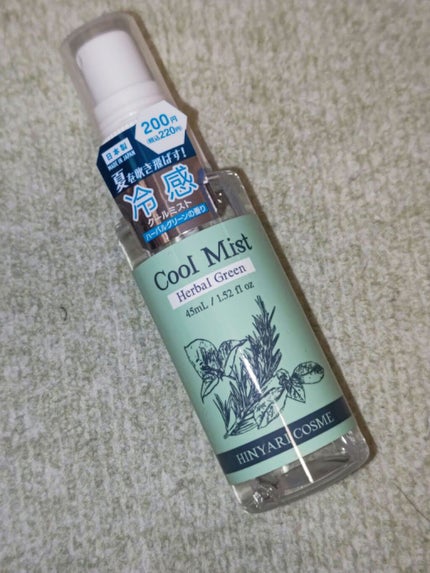 200円
(税込220円)
日本製
MADE IN JAPAN
夏を吹き飛ばす!
冷感
クールミスト
ハーバルグリーンの香り
Cool Mist
Herbal Green
45mL / 1.52 fl oz
HINYARI COSME